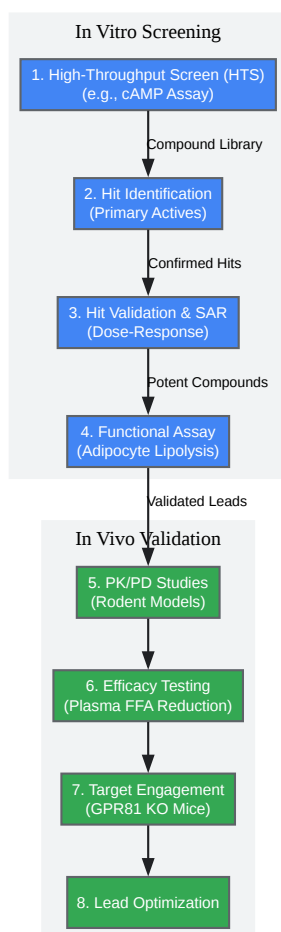 In Vitro Screening
1. High-Throughput Screen (HTS)
(e.g., cAMP Assay)
Compound Library
2. Hit Identification
(Primary Actives)
Confirmed Hits
3. Hit Validation & SAR
(Dose-Response)
Potent Compounds
4. Functional Assay
(Adipocyte Lipolysis)
Validated Leads
In Vivo Validation
5. PK/PD Studies
(Rodent Models)
6. Efficacy Testing
(Plasma FFA Reduction)
7. Target Engagement
(GPR81 KO Mice)
8. Lead Optimization